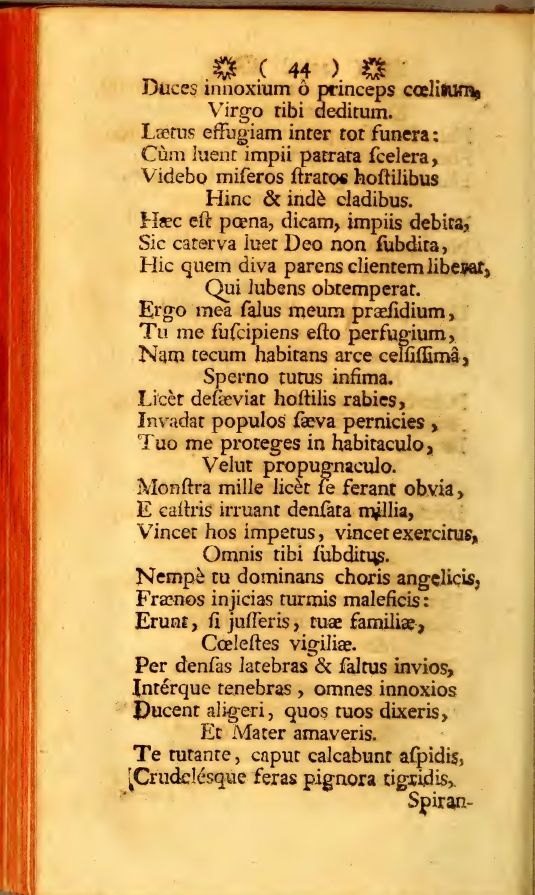 ( 44 )
Duces innoxium ô princeps cœlitum,
Virgo tibi deditum.
Lætus effugiam inter tot funera:
Cùm luent impii patrata ſcelera,
Videbo miſeros ſtratos hoſtilibus
Hinc & indè cladibus.
Hæc eſt pœna, dicam, impiis debita,
Sic caterva luet Deo non ſubdita,
Hic quem diva parens clientem liberat,
Qui lubens obtemperat.
Ergo mea ſalus meum præſidium,
Tu me ſuſcipiens eſto perfugium,
Nam tecum habitans arce celſiſſimâ,
Sperno tutus infima.
Licèt deſæviat hoſtilis rabies,
Invadat populos ſæva pernicies,
Tuo me proteges in habitaculo,
Velut propugnaculo.
Monſtra mille licèt ſe ferant obvia,
E caſtris irruant denſata millia,
Vincet hos impetus, vincet exercitus,
Omnis tibi ſubditus.
Nempè tu dominans choris angelicis,
Frænos injicias turmis maleficis:
Erunt, ſi juſſeris, tuæ familiæ,
Cœleſtes vigiliæ.
Per denſas latebras & ſaltus invios,
Intérque tenebras, omnes innoxios
Ducent aligeri, quos tuos dixeris,
Et Mater amaveris.
Te tutante, caput calcabunt aſpidis,
Crudelésque feras pignora tigridis,
Spiran-